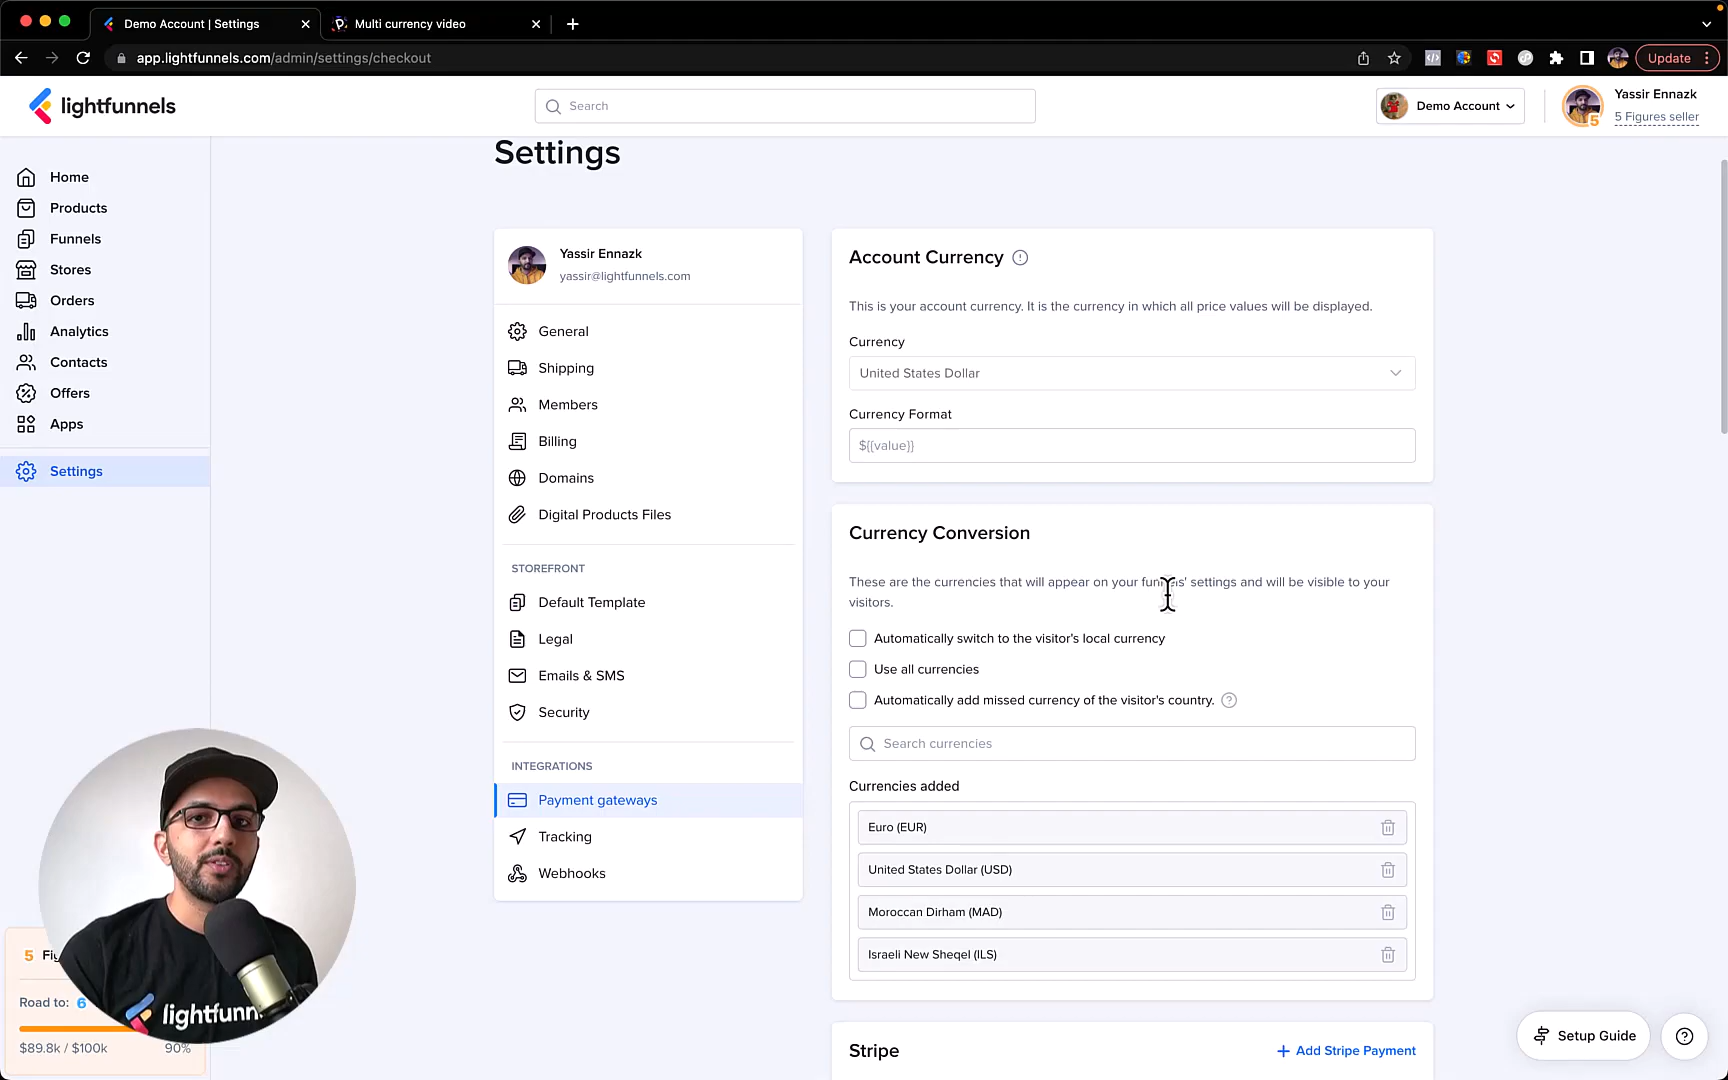 Demo Account | Settings
Multi currency video
app.lightfunnels.com/admin/settings/checkout
Update
lightfunnels
Search
Demo Account
Yassir Ennazk
5 Figures seller
5
Home
Products
Funnels
Stores
Orders
Analytics
Contacts
Offers
Apps
Settings
Settings
Yassir Ennazk
yassir@lightfunnels.com
General
Shipping
Members
Billing
Domains
Digital Products Files
STOREFRONT
Default Template
Legal
Emails & SMS
Security
INTEGRATIONS
Payment gateways
Tracking
Webhooks
Account Currency
This is your account currency. It is the currency in which all price values will be displayed.
Currency
United States Dollar
Currency Format
${{value}}
Currency Conversion
These are the currencies that will appear on your funnels' settings and will be visible to your
visitors.
Automatically switch to the visitor's local currency
Use all currencies
Automatically add missed currency of the visitor's country.
Search currencies
Currencies added
Euro (EUR)
United States Dollar (USD)
Moroccan Dirham (MAD)
Israeli New Sheqel (ILS)
Stripe
Add Stripe Payment
5
Road to: 6
$89.8k / $100k
90%
Setup Guide